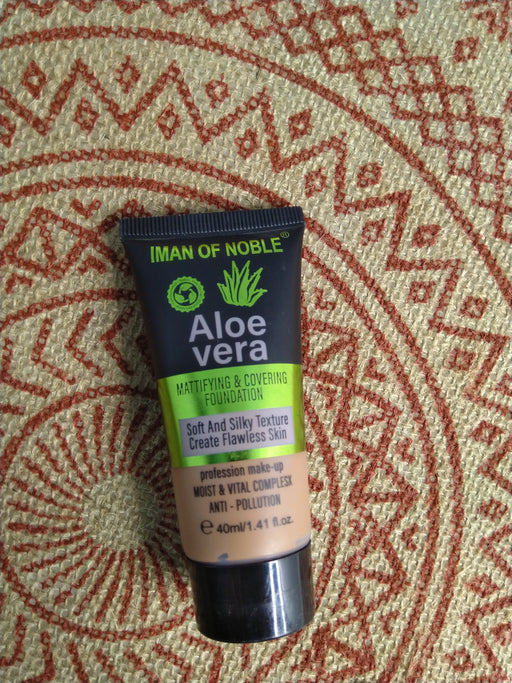 IMAN OF NOBLE®
Aloe
vera
MATTIFYING & COVERING
FOUNDATION
Soft And Silky Texture
Create Flawless Skin
profession make-up
MOIST & VITAL COMPLESX
ANTI - POLLUTION
e 40ml/1.41 fl.oz.